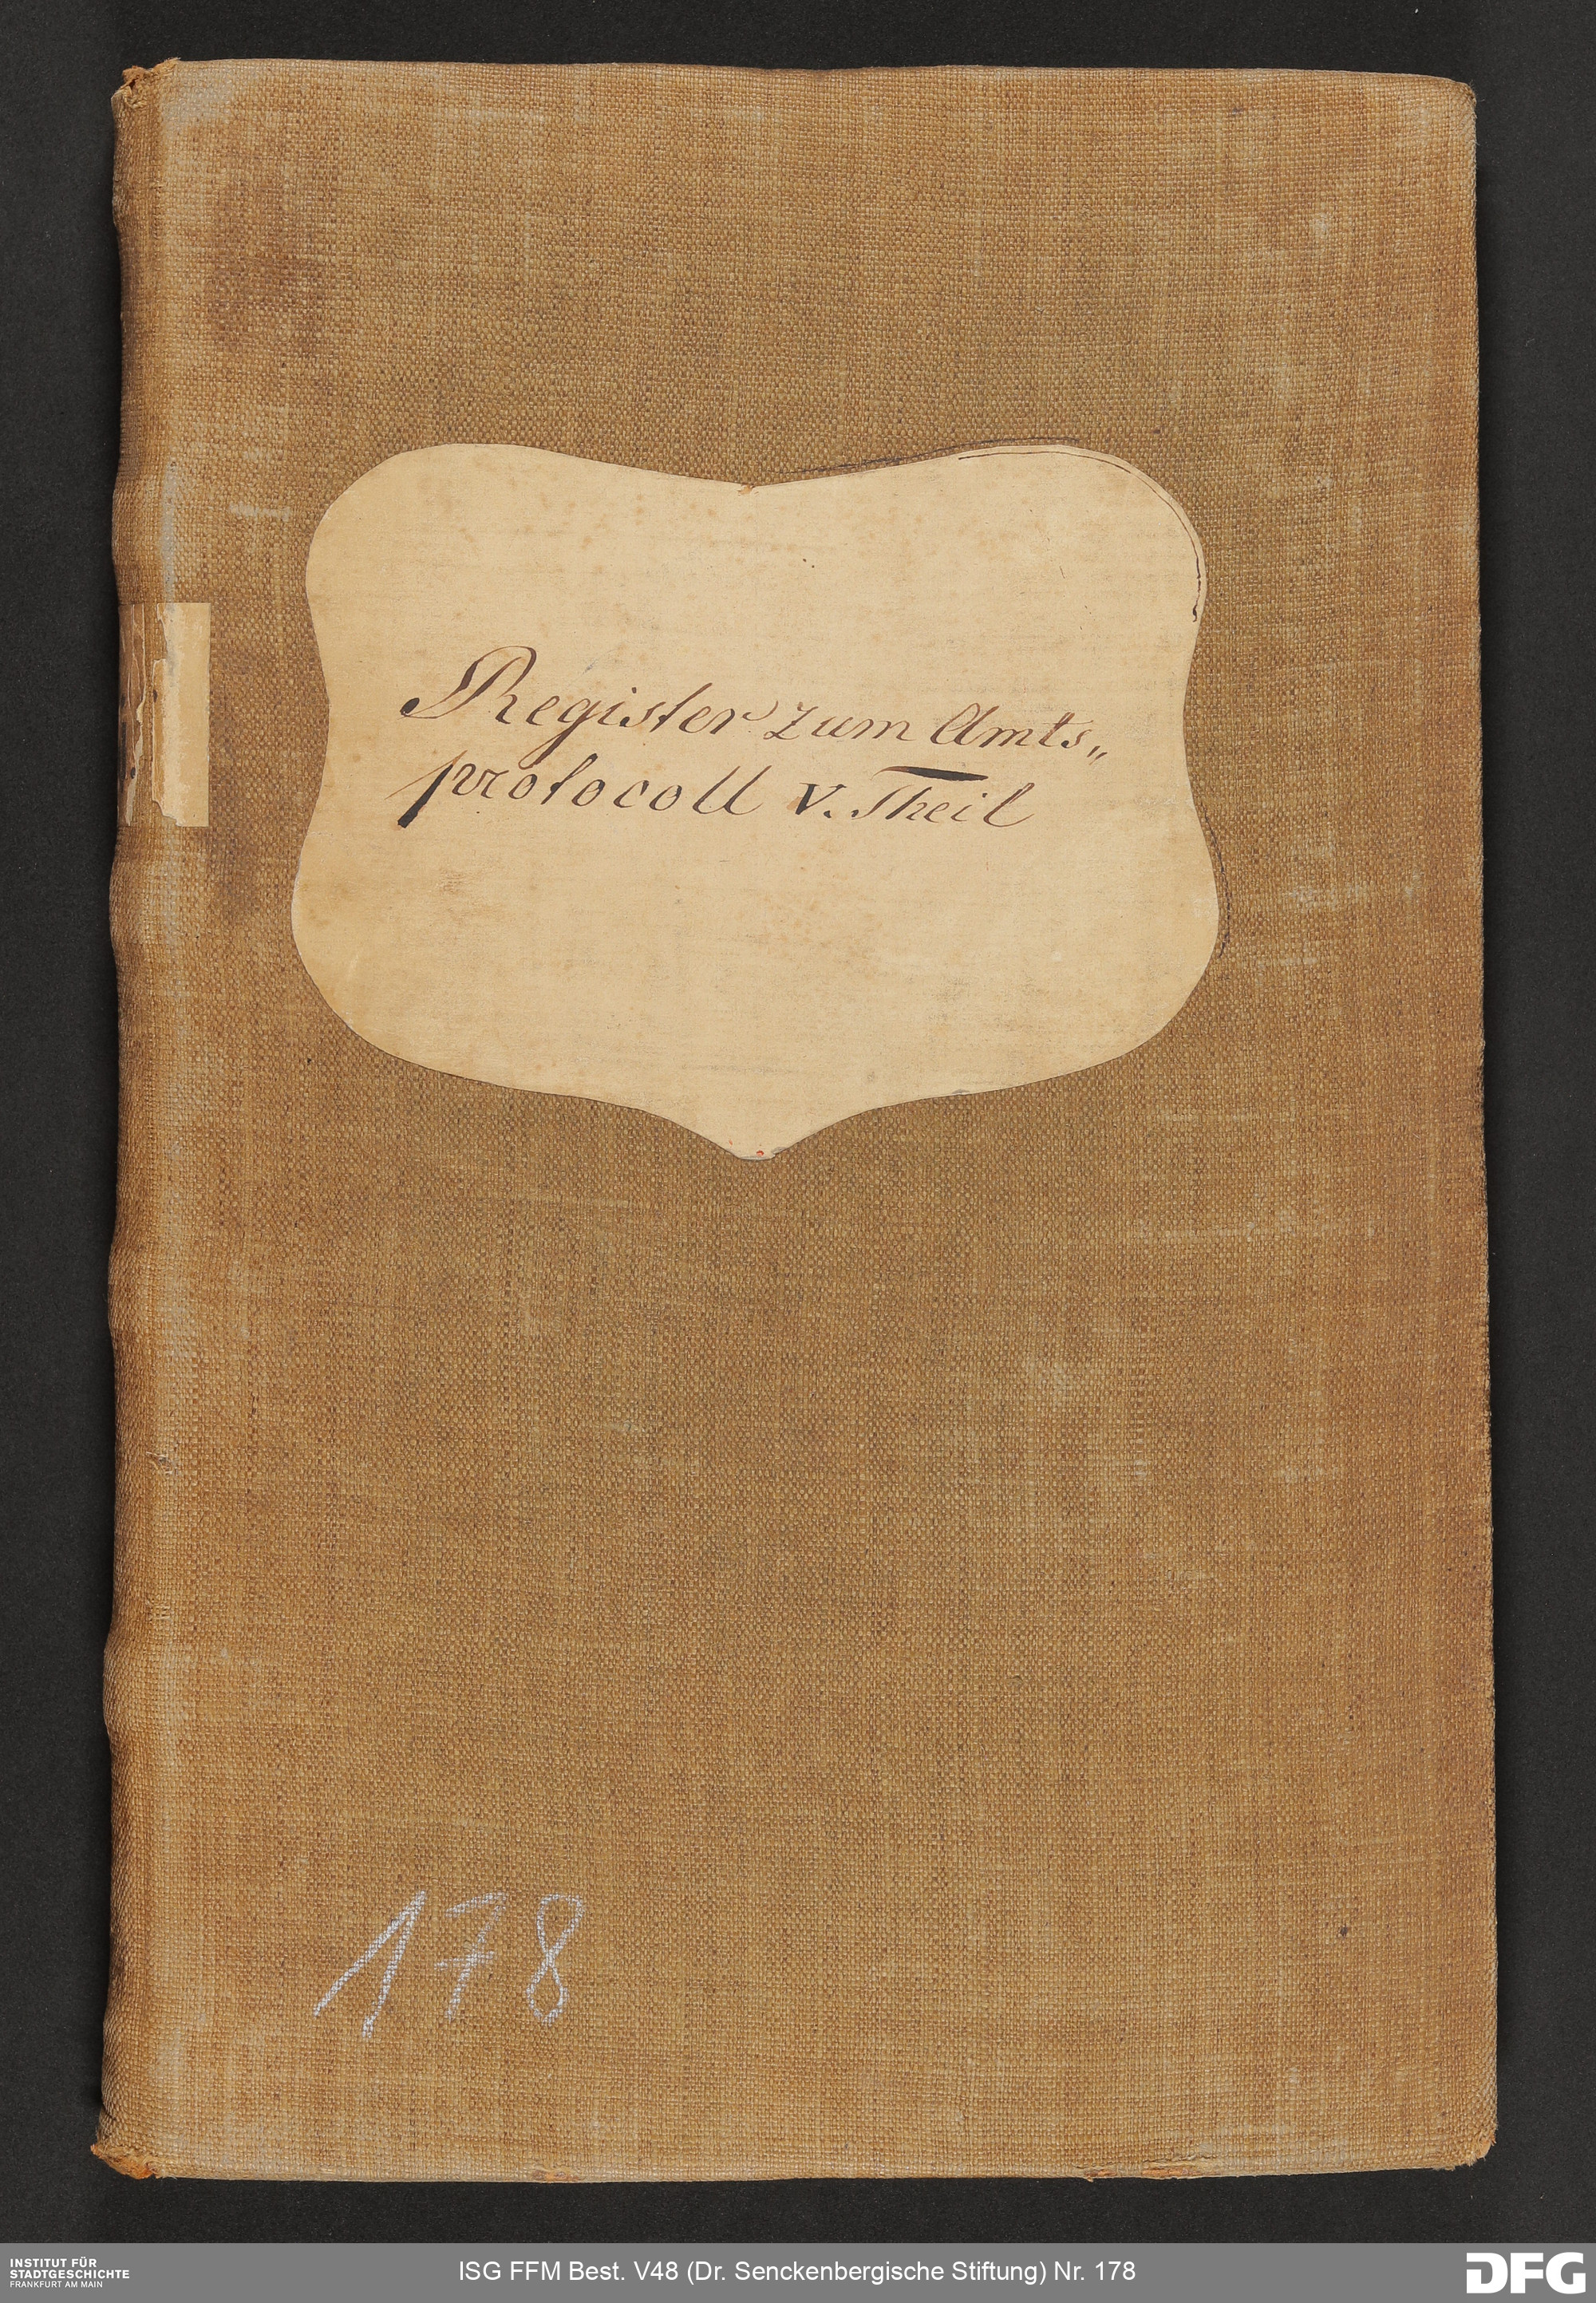 Register zum Amts„
protocoll V. Theil
178
INSTITUT FÜR
STADTGESCHICHTE
FRANKFURT AM MAIN
ISG FFM Best. V48 (Dr. Senckenbergische Stiftung) Nr. 178
DFG